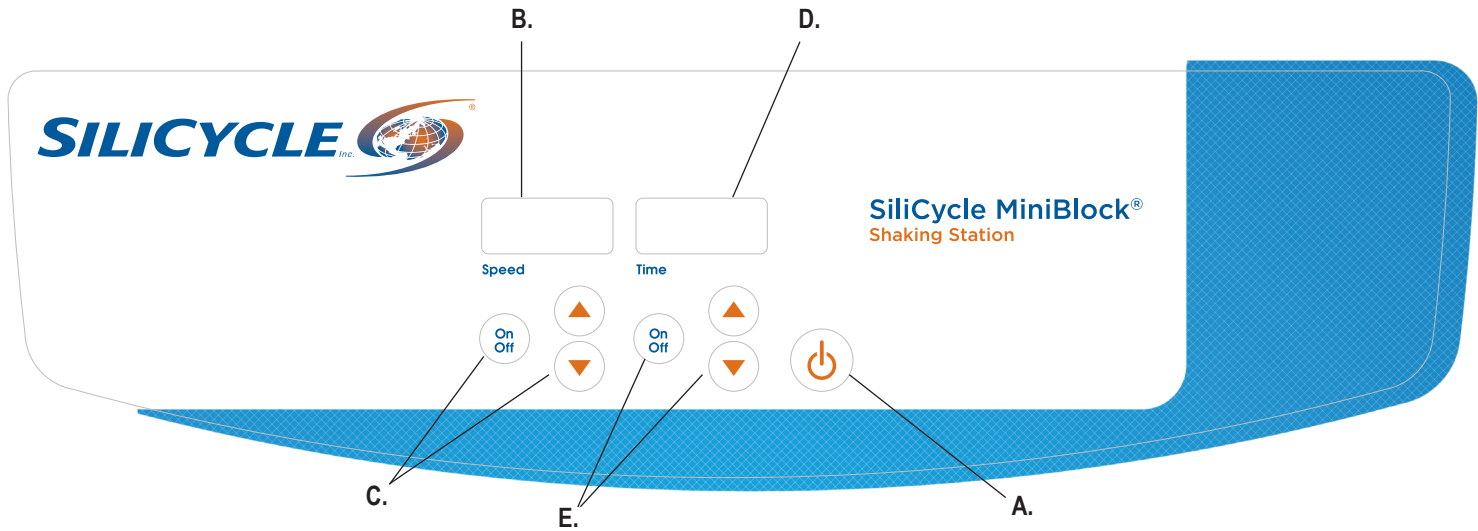 B.
D.
SILICYCLE Inc. ®
SiliCycle MiniBlock®
Shaking Station
Speed
Time
On
Off
On
Off
C.
E.
A.